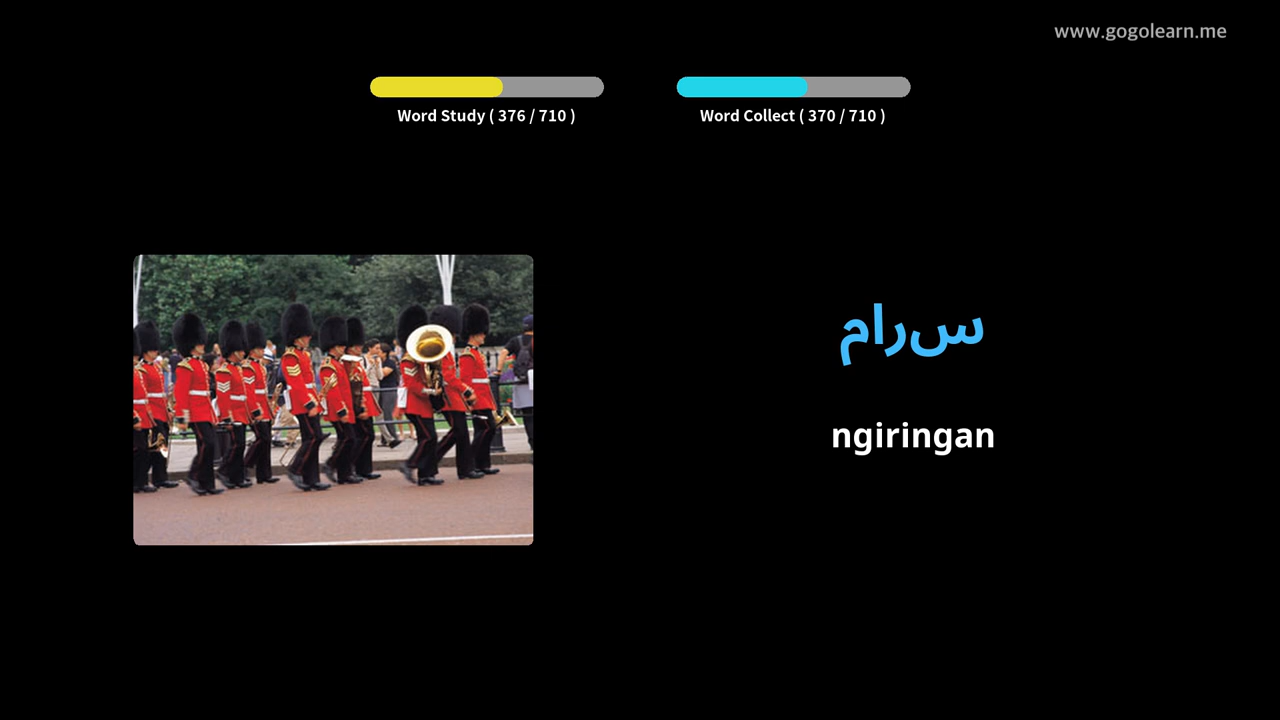 www.gogolearn.me
Word Study ( 376 / 710 )
Word Collect ( 370 / 710 )
سرام
ngiringan